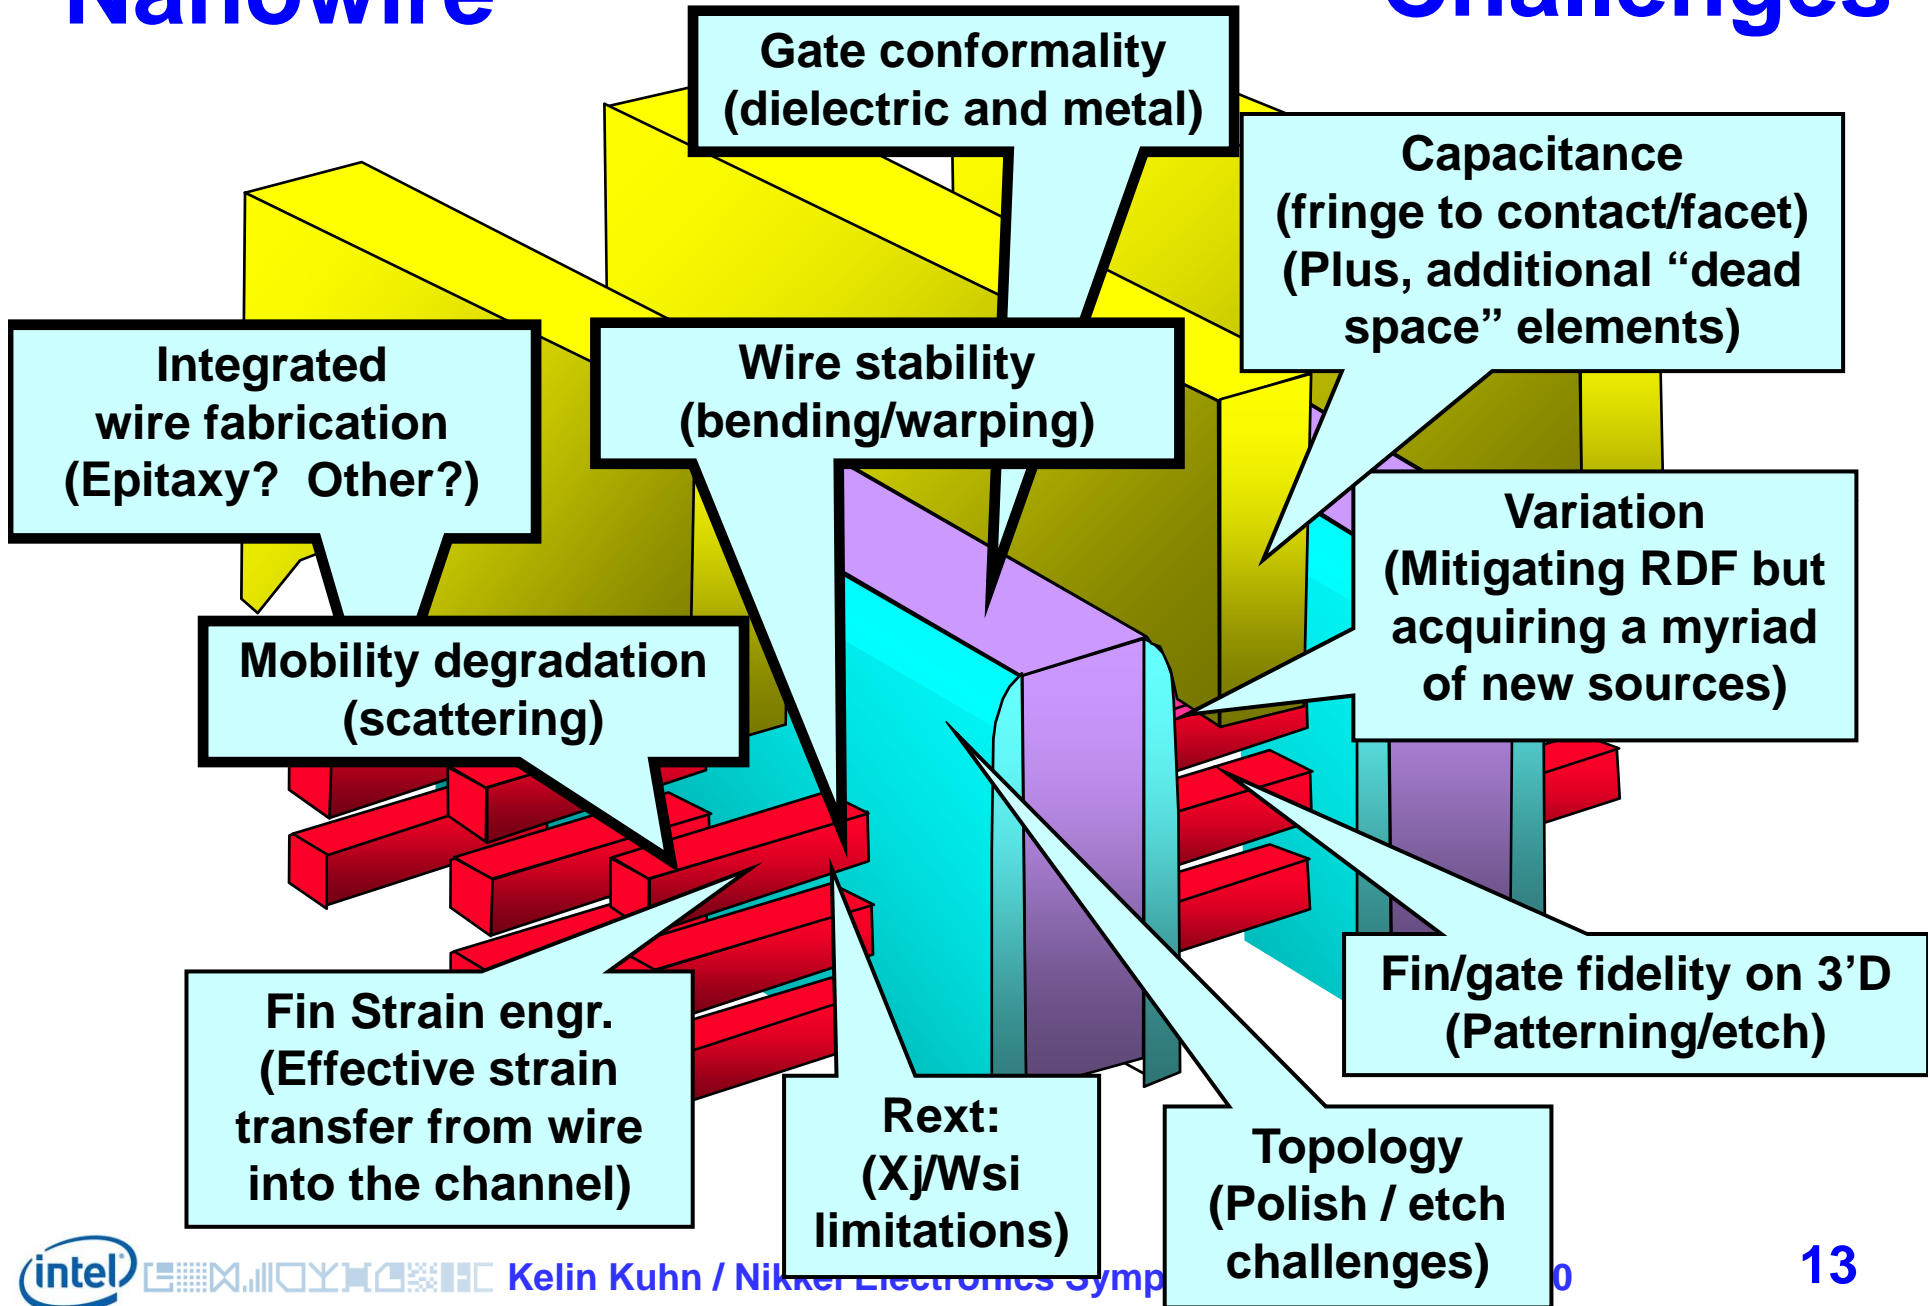 Nanowire
Challenges
Gate conformality
(dielectric and metal)
Capacitance
(fringe to contact/facet)
(Plus, additional “dead
space” elements)
Integrated
wire fabrication
(Epitaxy?  Other?)
Wire stability
(bending/warping)
Variation
(Mitigating RDF but
acquiring a myriad
of new sources)
Mobility degradation
(scattering)
Fin/gate fidelity on 3’D
(Patterning/etch)
Fin Strain engr.
(Effective strain
transfer from wire
into the channel)
Rext:
(Xj/Wsi
limitations)
Topology
(Polish / etch
challenges)
intel
Kelin Kuhn / Nikkei Electronics Symp
0
13